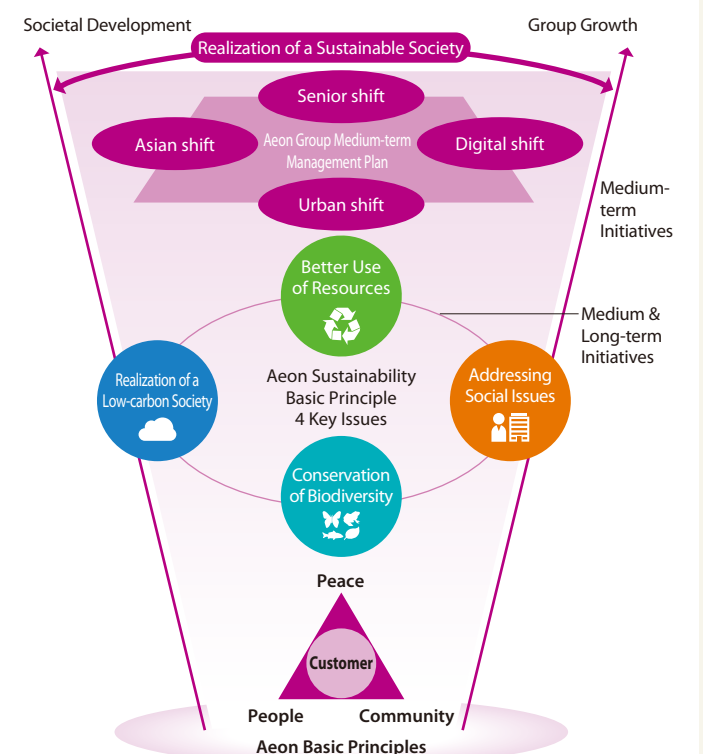 Societal Development
Group Growth
Realization of a Sustainable Society
Senior shift
Asian shift
Aeon Group Medium-term
Management Plan
Digital shift
Urban shift
Medium-
term
Initiatives
Better Use
of Resources
Medium &
Long-term
Initiatives
Realization of a
Low-carbon Society
Aeon Sustainability
Basic Principle
4 Key Issues
Addressing
Social Issues
Conservation
of Biodiversity
Peace
Customer
People
Community
Aeon Basic Principles